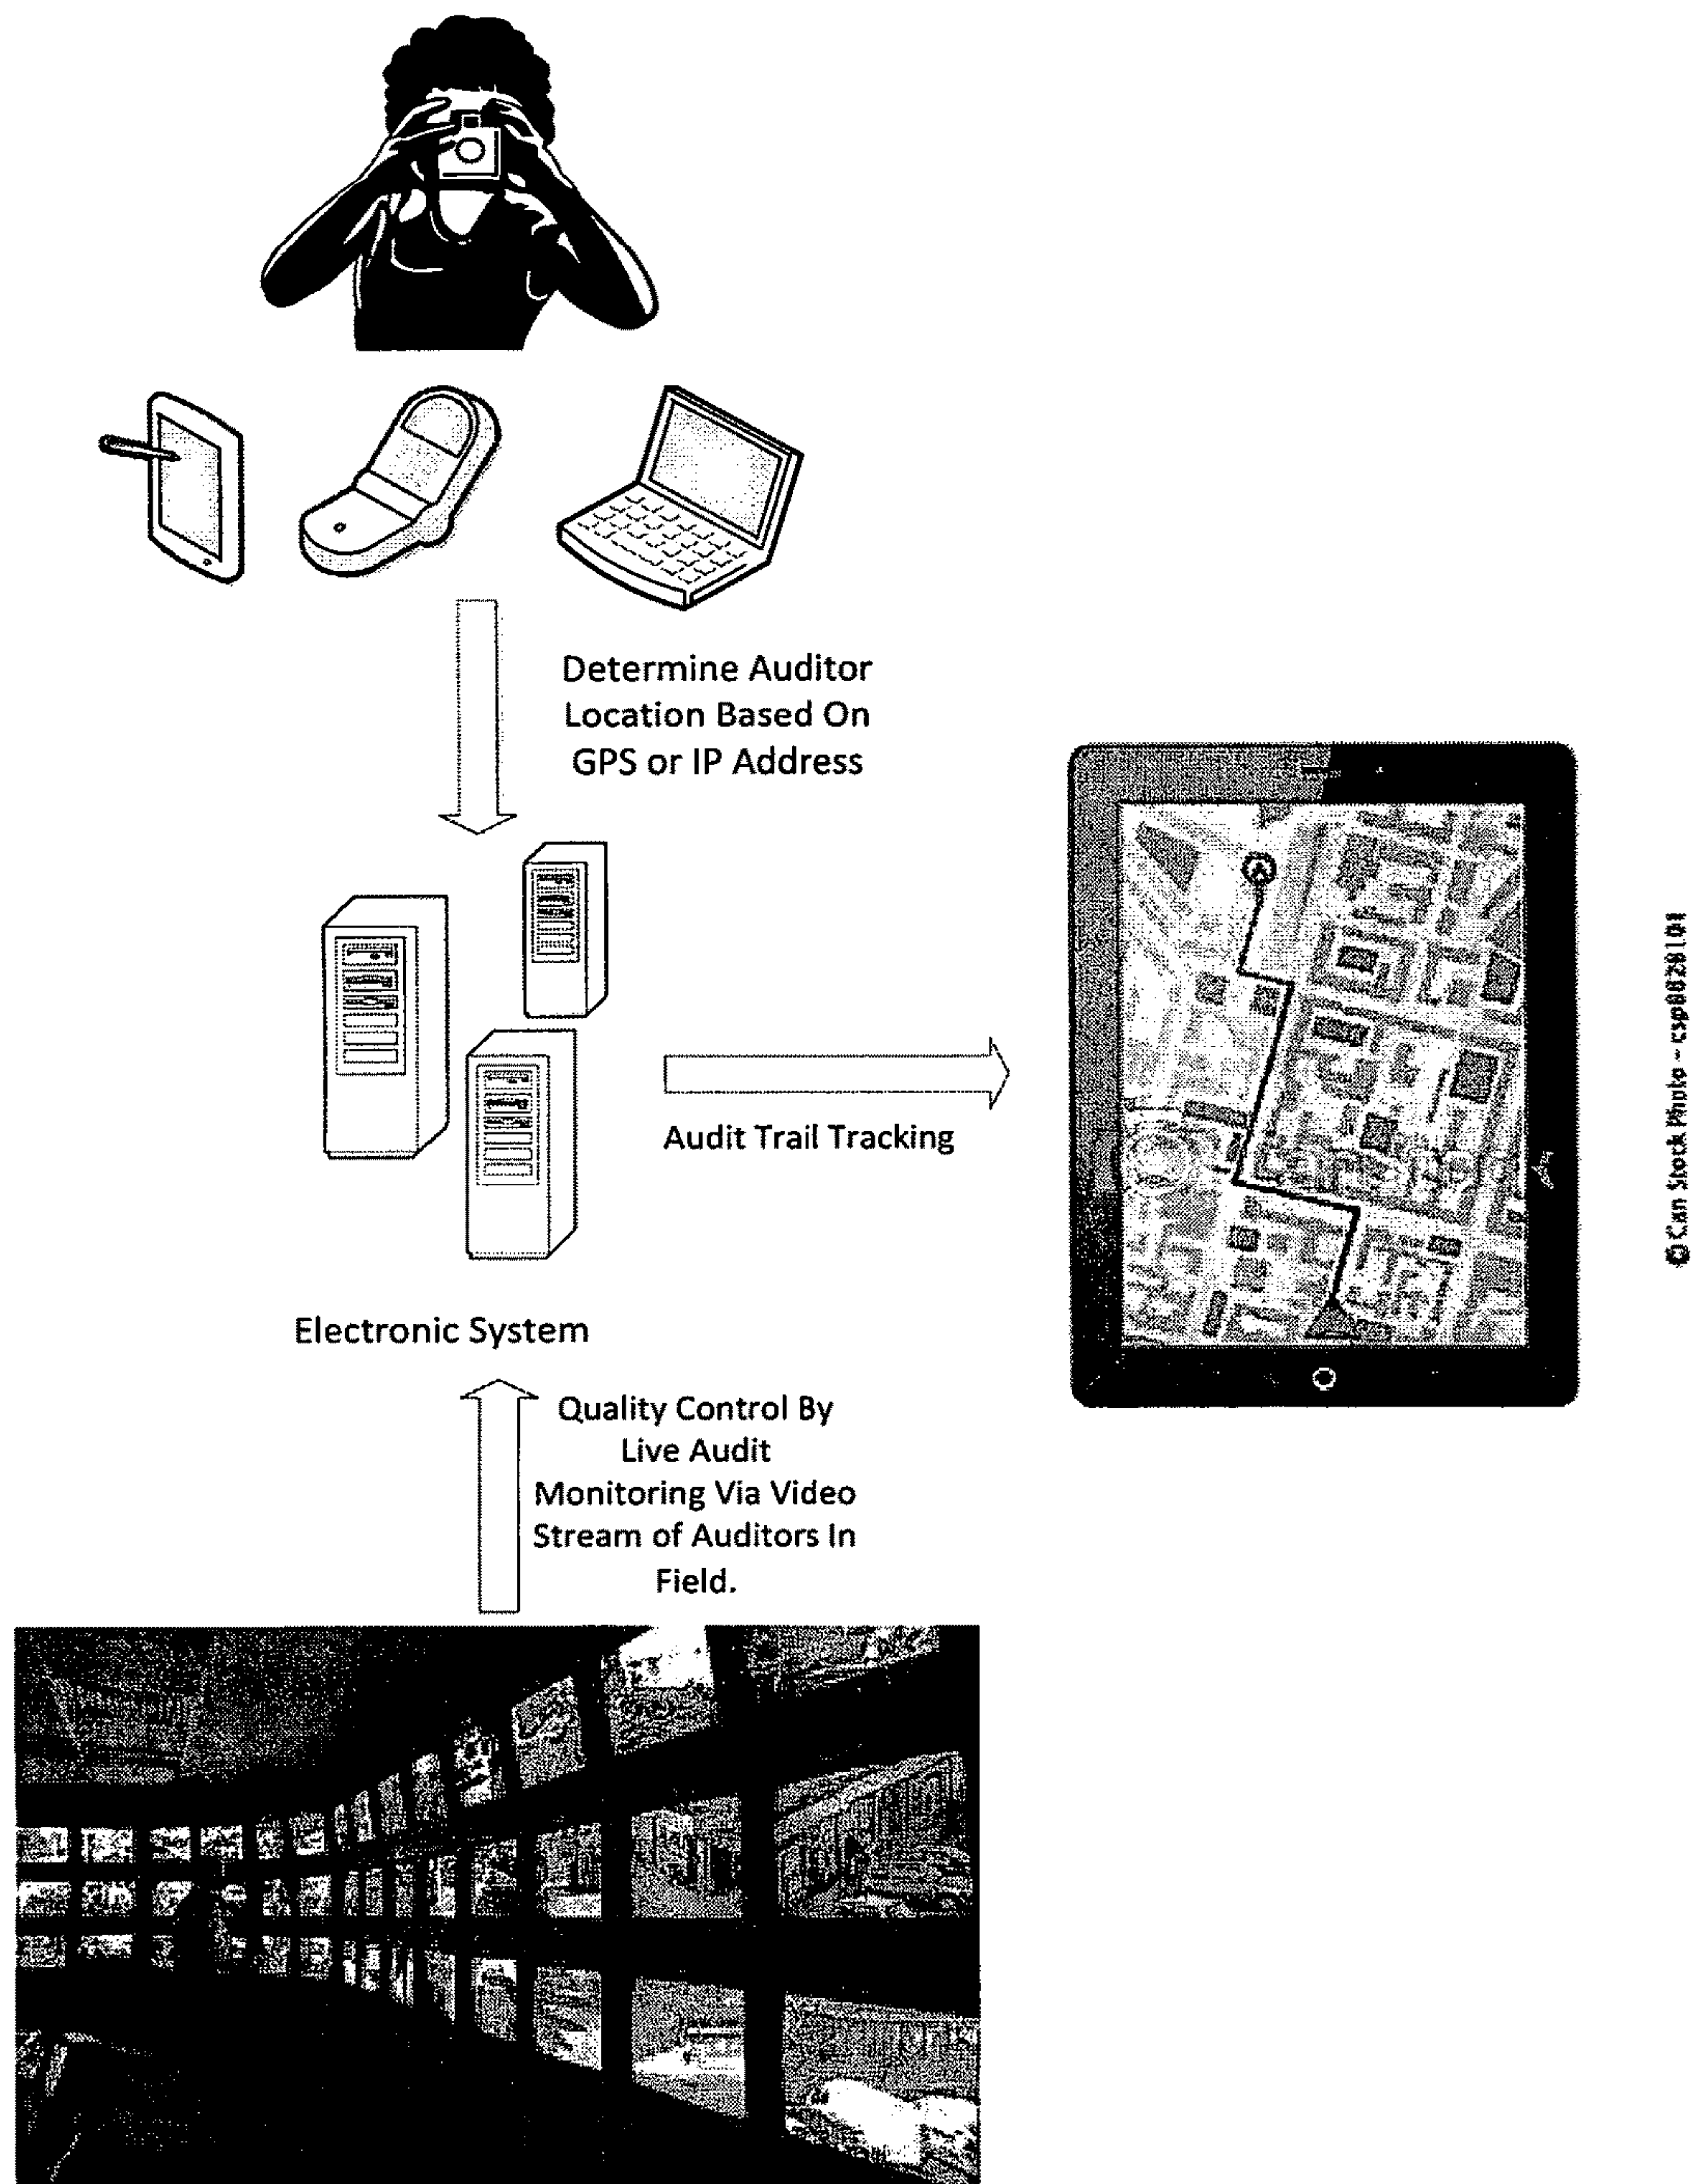 Determine Auditor
Location Based On
GPS or IP Address
Audit Trail Tracking
Electronic System
Quality Control By
Live Audit
Monitoring Via Video
Stream of Auditors In
Field.
© Can Stock Photo - csp8828101